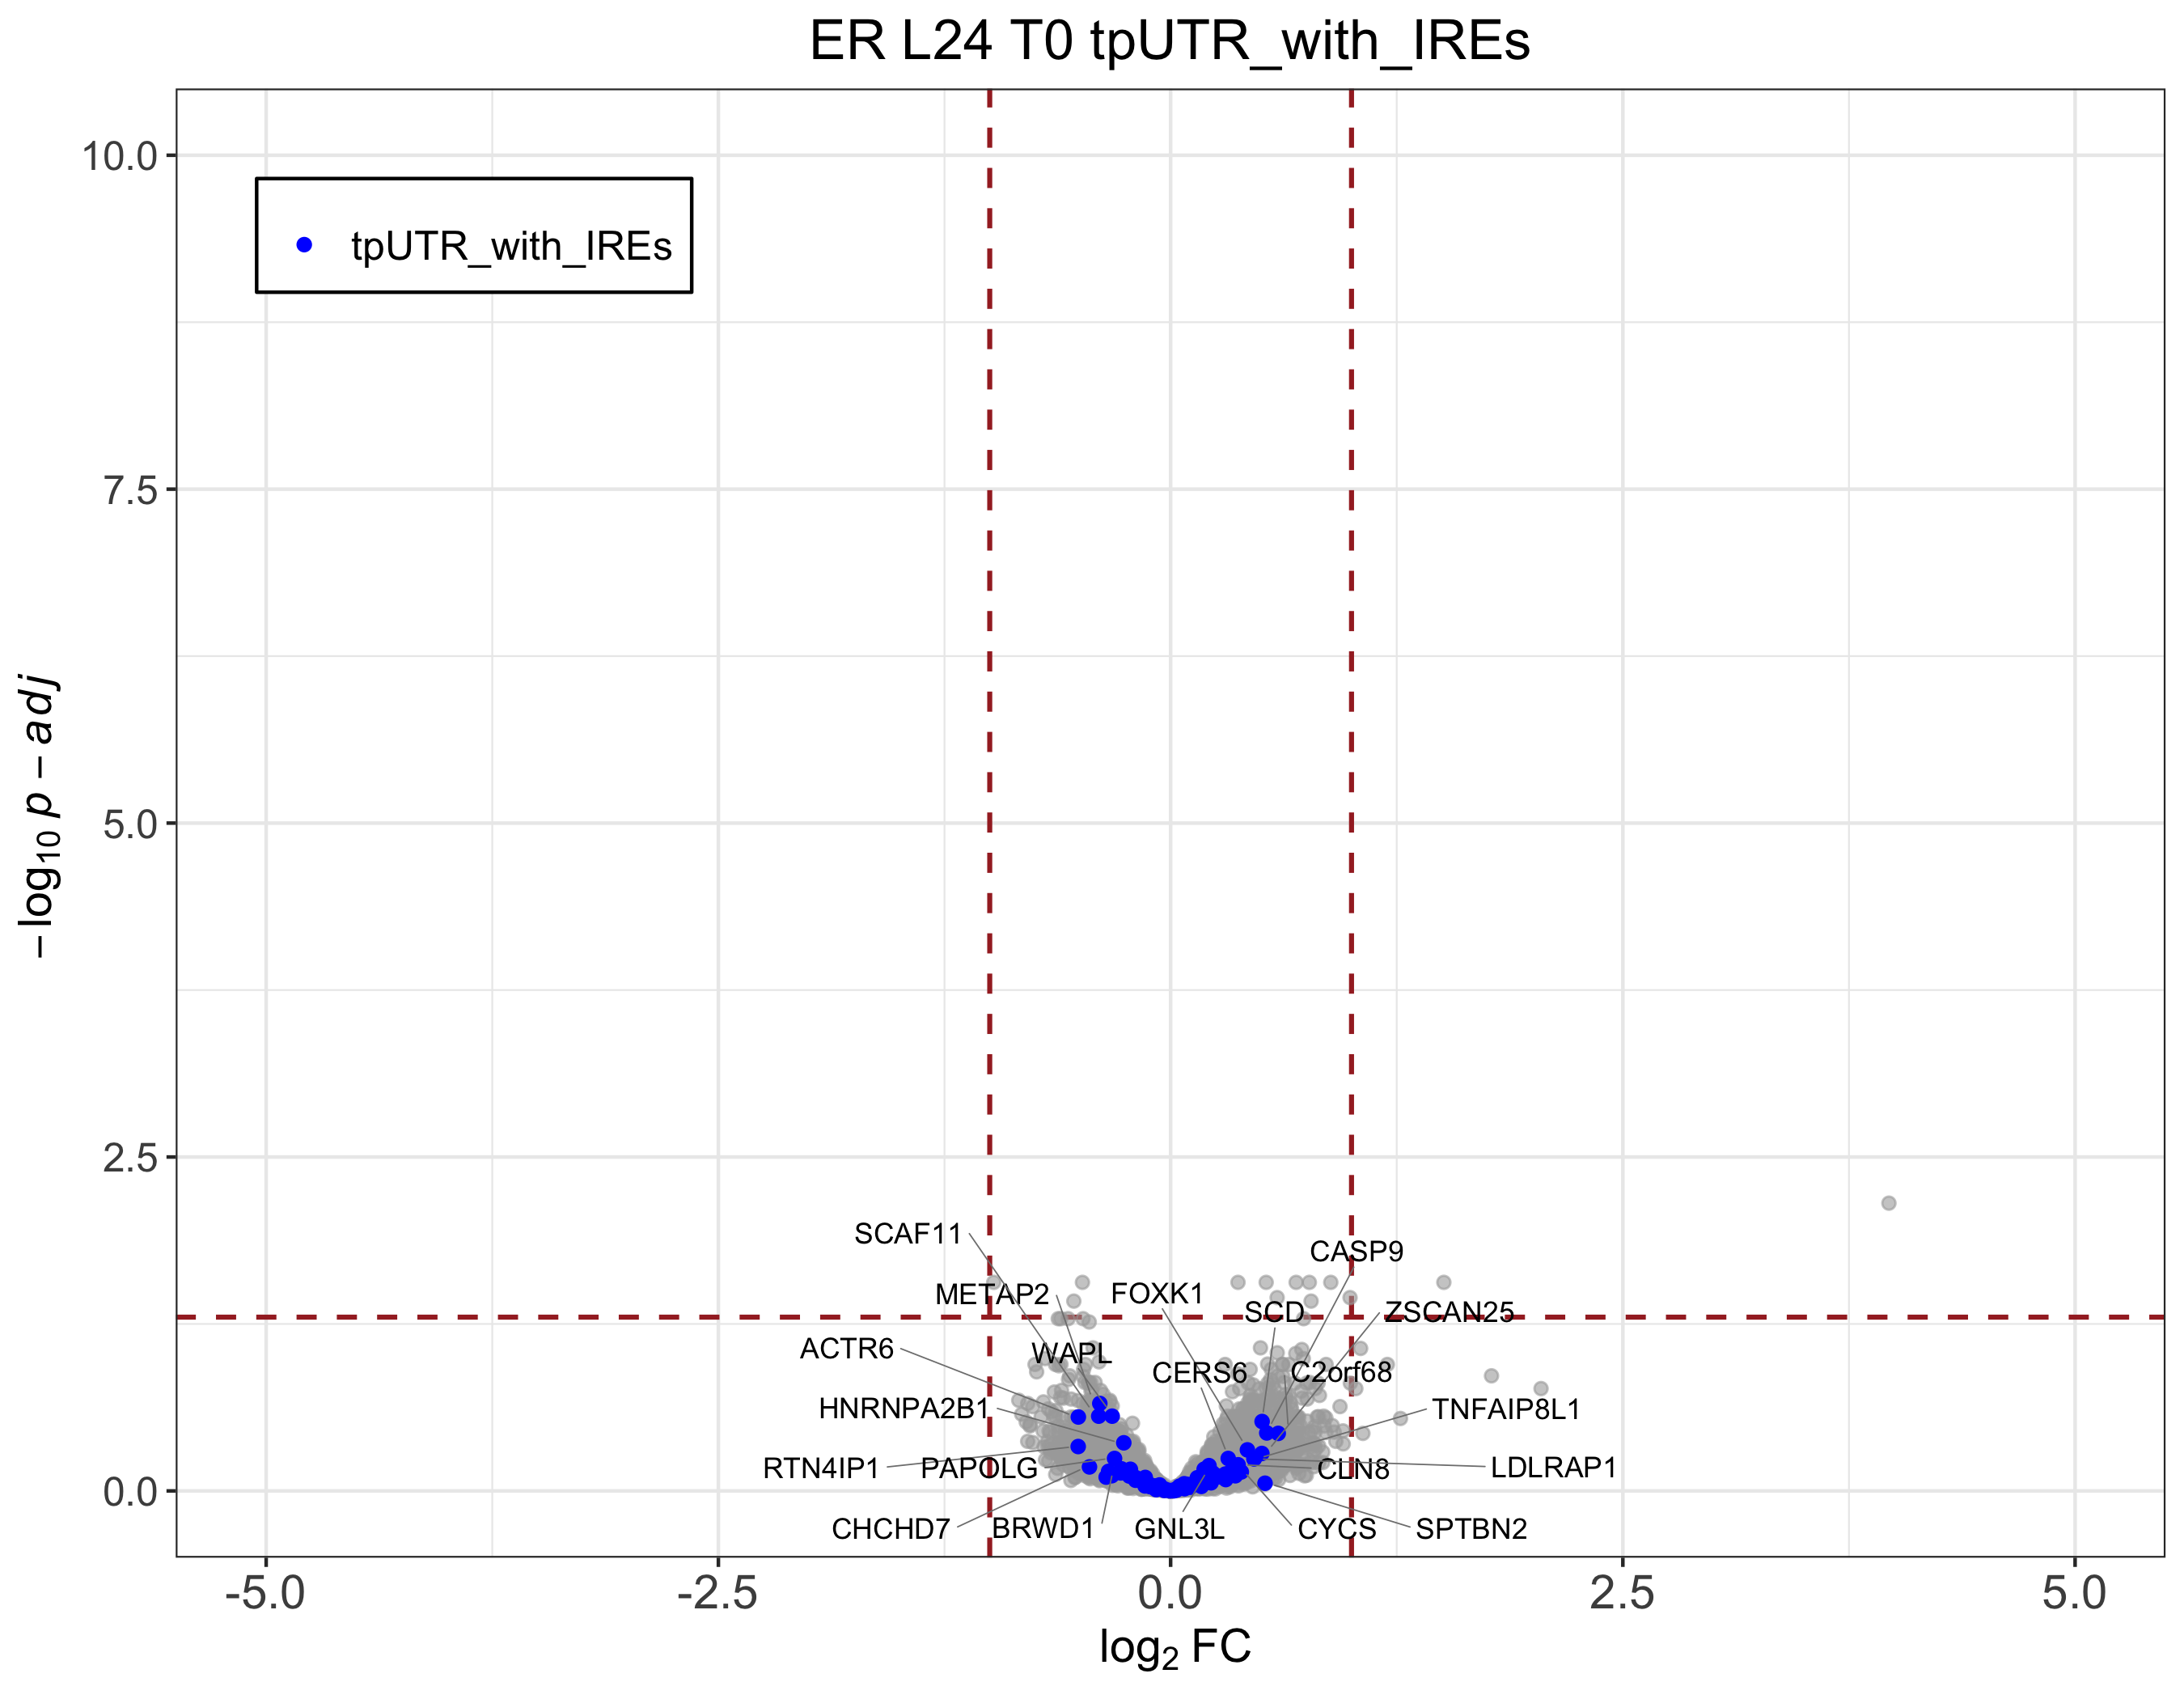 ER L24 T0 tpUTR_with_IREs
tpUTR_with_IREs
10.0
7.5
5.0
2.5
0.0
−log10 p − adj
SCAF11
CASP9
METAP2
FOXK1
SCD
ZSCAN25
ACTR6
WAPL
CERS6
C2orf68
HNRNPA2B1
TNFAIP8L1
RTN4IP1
PAPOLG
CLN8
LDLRAP1
CHCHD7
BRWD1
GNL3L
CYCS
SPTBN2
-5.0
-2.5
0.0
2.5
5.0
log2 FC